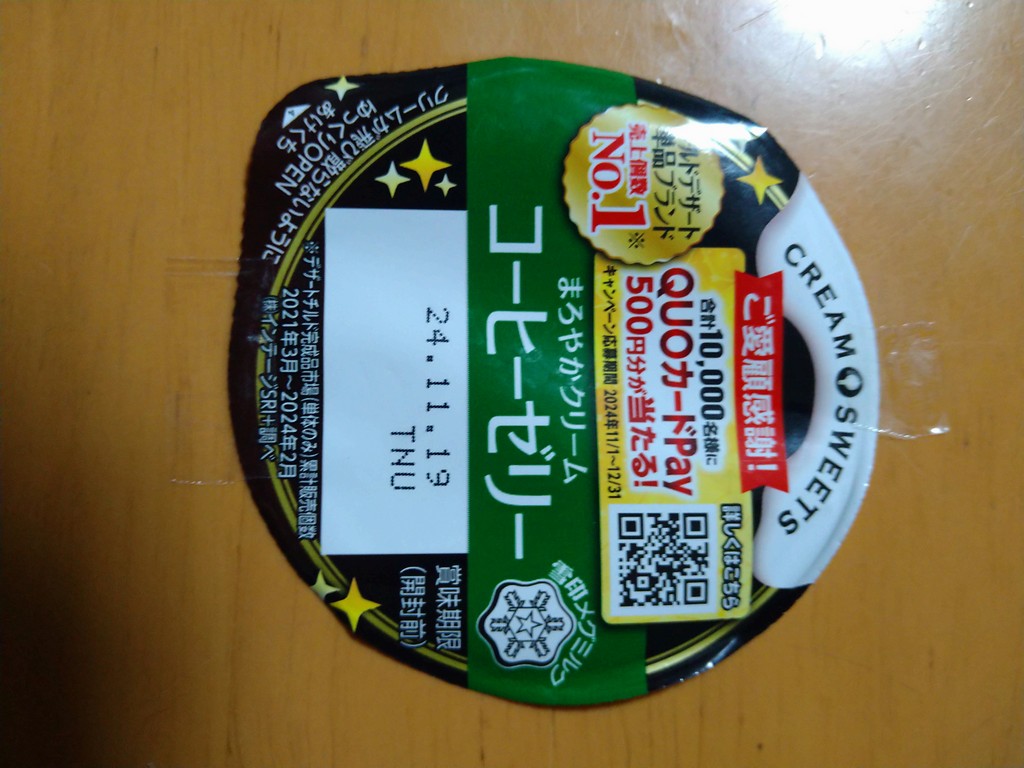 CREAM SWEETS
ご愛顧感謝!
合計10,000名様に
QUOカードPay
500円分が当たる!
キャンペーン応募期間 2024年11/1~12/31
詳しくはこちら
ルドデザート
単品ブランド
売上個数
No.1※
まろやかクリーム
コーヒーゼリー
雪印メグミルク
24.11.19
TNU
賞味期限
(開封前)
※デザートチルド完成品市場(単体のみ)累計販売個数
2021年3月~2024年2月
(株)インテージSRI+調べ
クリームが飛び散らないように
ゆっくりOPEN
あけくち